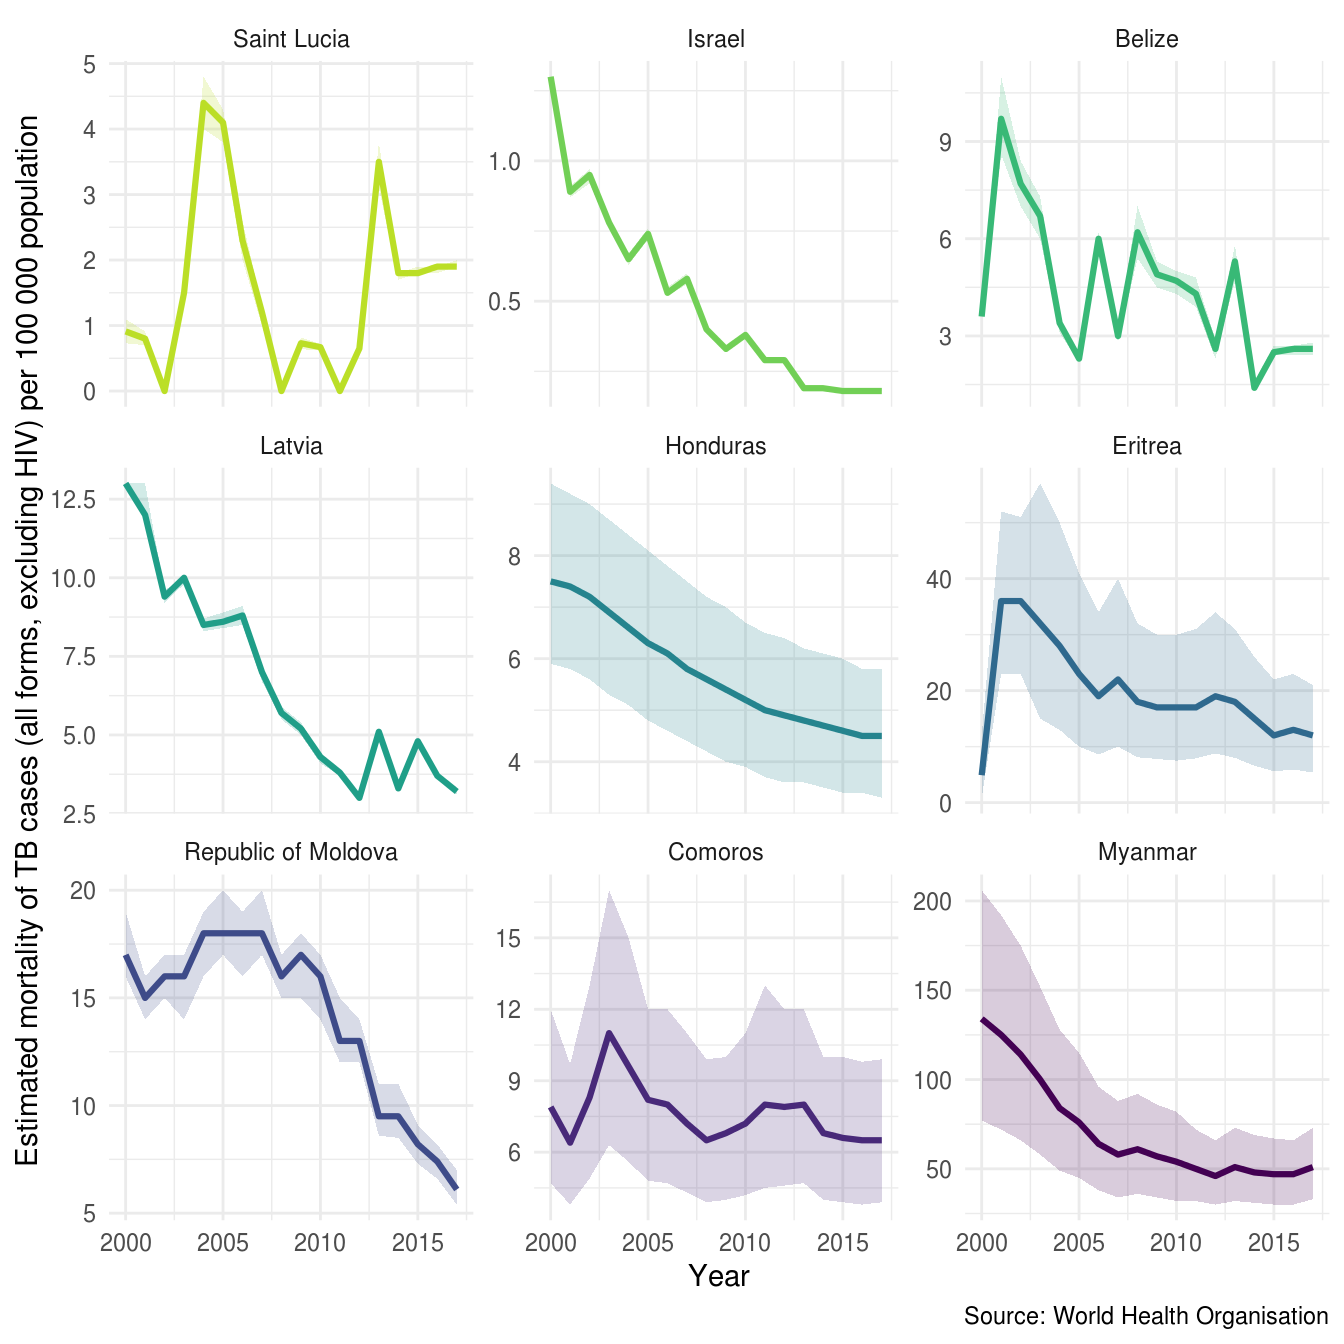 Estimated mortality of TB cases (all forms, excluding HIV) per 100 000 population
Saint Lucia
Israel
Belize
5
4
3
2
1
0
1.0
0.5
9
6
3
Latvia
Honduras
Eritrea
12.5
10.0
7.5
5.0
2.5
8
6
4
40
20
0
Republic of Moldova
Comoros
Myanmar
20
15
10
5
15
12
9
6
200
150
100
50
2000 2005 2010 2015
2000 2005 2010 2015
2000 2005 2010 2015
Year
Source: World Health Organisation